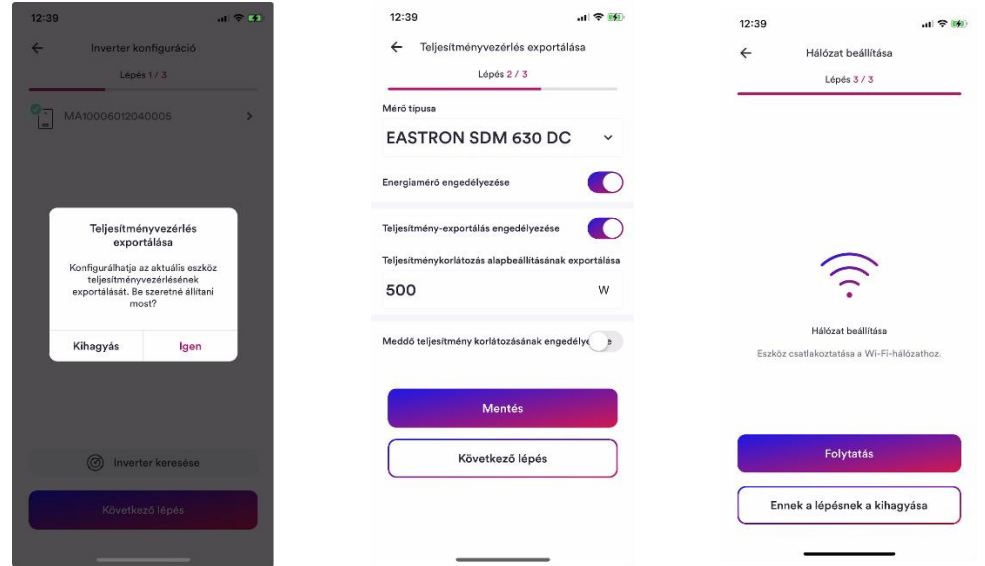 12:39
Inverter konfiguráció
Lépés 1 / 3
MA10006012040005
Teljesítményvezérlés
exportálása
Konfigurálhatja az aktuális eszköz
teljesítményvezérlésének
exportálását. Be szeretné állítani
most?
Kihagyás
Igen
Inverter keresése
Következő lépés
12:39
Teljesítményvezérlés exportálása
Lépés 2 / 3
Mérő típusa
EASTRON SDM 630 DC
Energiamérő engedélyezése
Teljesítmény-exportálás engedélyezése
Teljesítménykorlátozás alapbeállításának exportálása
500 W
Meddő teljesítmény korlátozásának
Mentés
Következő lépés
12:39
Hálózat beállítása
Lépés 3 / 3
Hálózat beállítása
Eszköz csatlakoztatása a Wi-Fi-hálózathoz.
Folytatás
Ennek a lépésnek a kihagyása